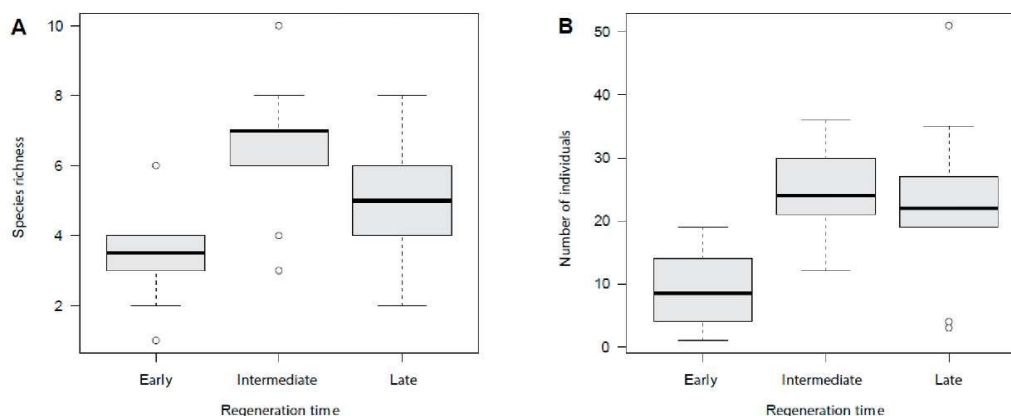 A
Species richness
10
8
6
4
2
Early Intermediate Late
Regeneration time
B
Number of individuals
50
40
30
20
10
0
Early Intermediate Late
Regeneration time